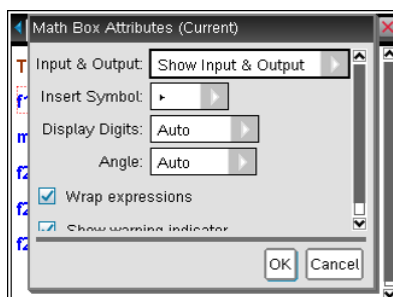 Math Box Attributes (Current)
Input & Output: Show Input & Output
Insert Symbol: ▸
Display Digits: Auto
Angle: Auto
Wrap expressions
Show warning indicator
OK Cancel